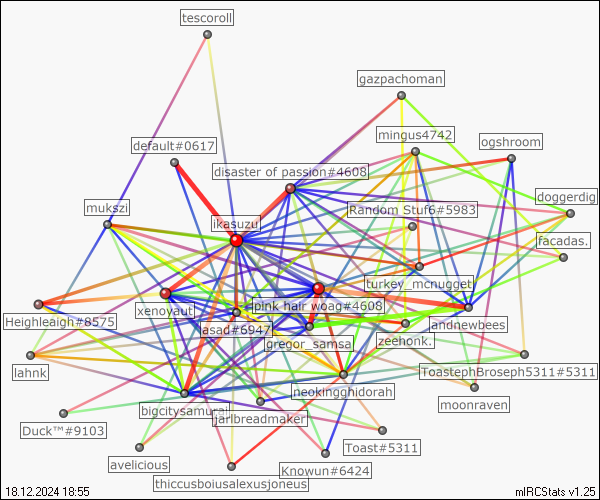 tescoroll
gazpachoman
mingus4742
ogshroom
default#0617
disaster of passion#4608
doggerdig
mukszi
Random Stuf6#5983
ikasuzu
facadas.
turkey_mcnugget
pink hair woag#4608
Heighleaigh#8575
xenoyaut
asad#6947
andnewbees
gregor_samsa
zeehonk.
lahnk
ToastephBroseph5311#5311
neokingghidorah
moonraven
bigcitysamurai
jarlbreadmaker
Duck™#9103
Toast#5311
avelicious
Knowun#6424
thiccusboiusalexusjoneus
18.12.2024 18:55
mIRCStats v1.25